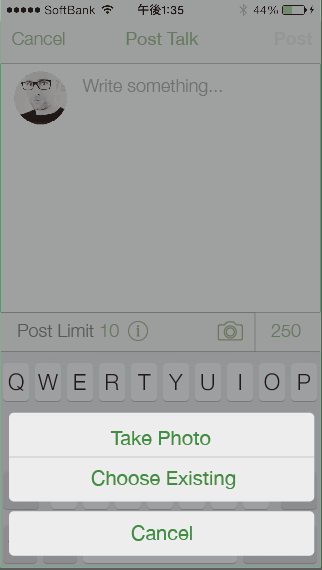 SoftBank 午後1:35 44%
Cancel Post Talk Post
Write something...
Post Limit 10 i 250
Q W E R T Y U I O P
Take Photo
Choose Existing
Cancel